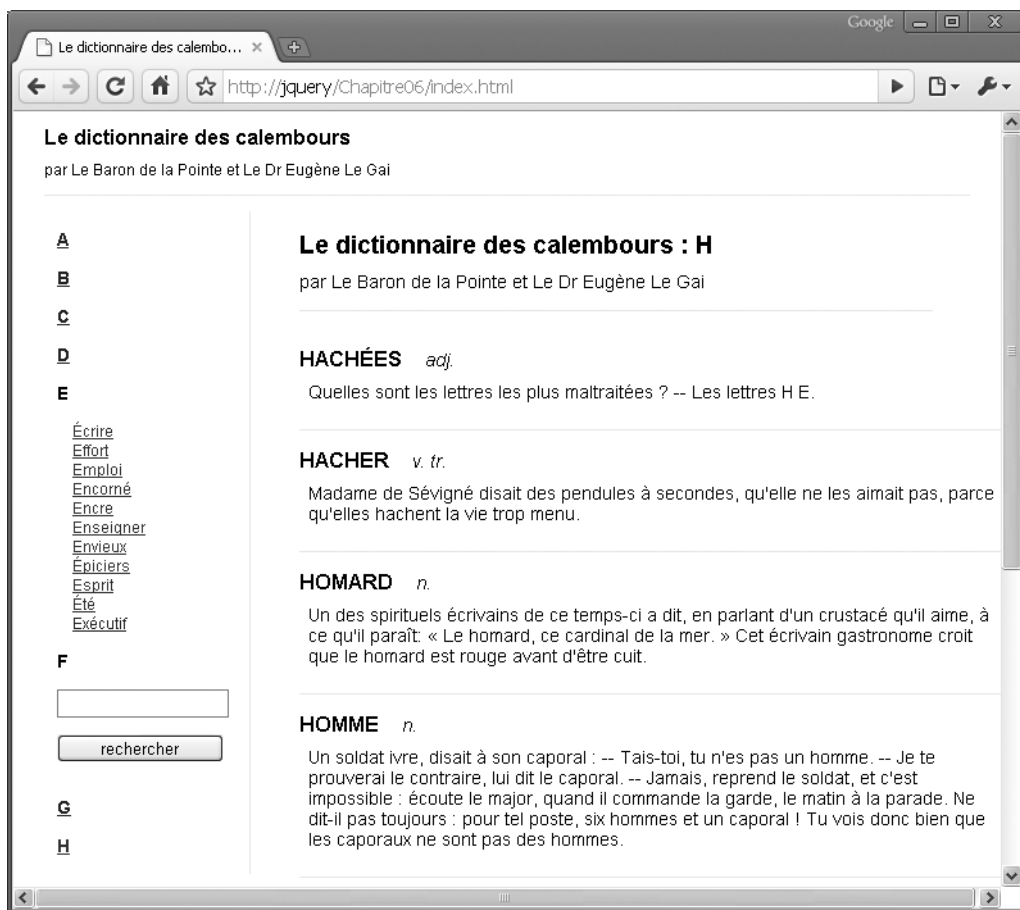 Google
Le dictionnaire des calembo...
http://jquery/Chapitre06/index.html
Le dictionnaire des calembours
par Le Baron de la Pointe et Le Dr Eugène Le Gai
A
B
C
D
E
Écrire
Effort
Emploi
Encorné
Encre
Enseigner
Envieux
Épiciers
Esprit
Été
Exécutif
F
rechercher
G
H
Le dictionnaire des calembours : H
par Le Baron de la Pointe et Le Dr Eugène Le Gai
HACHÉES adj.
Quelles sont les lettres les plus maltraitées ? -- Les lettres H E.
HACHER v. tr.
Madame de Sévigné disait des pendules à secondes, qu'elle ne les aimait pas, parce
qu'elles hachent la vie trop menu.
HOMARD n.
Un des spirituels écrivains de ce temps-ci a dit, en parlant d'un crustacé qu'il aime, à
ce qu'il paraît: « Le homard, ce cardinal de la mer. » Cet écrivain gastronome croit
que le homard est rouge avant d'être cuit.
HOMME n.
Un soldat ivre, disait à son caporal : -- Tais-toi, tu n'es pas un homme. -- Je te
prouverai le contraire, lui dit le caporal. -- Jamais, reprend le soldat, et c'est
impossible : écoute le major, quand il commande la garde, le matin à la parade. Ne
dit-il pas toujours : pour tel poste, six hommes et un caporal ! Tu vois donc bien que
les caporaux ne sont pas des hommes.